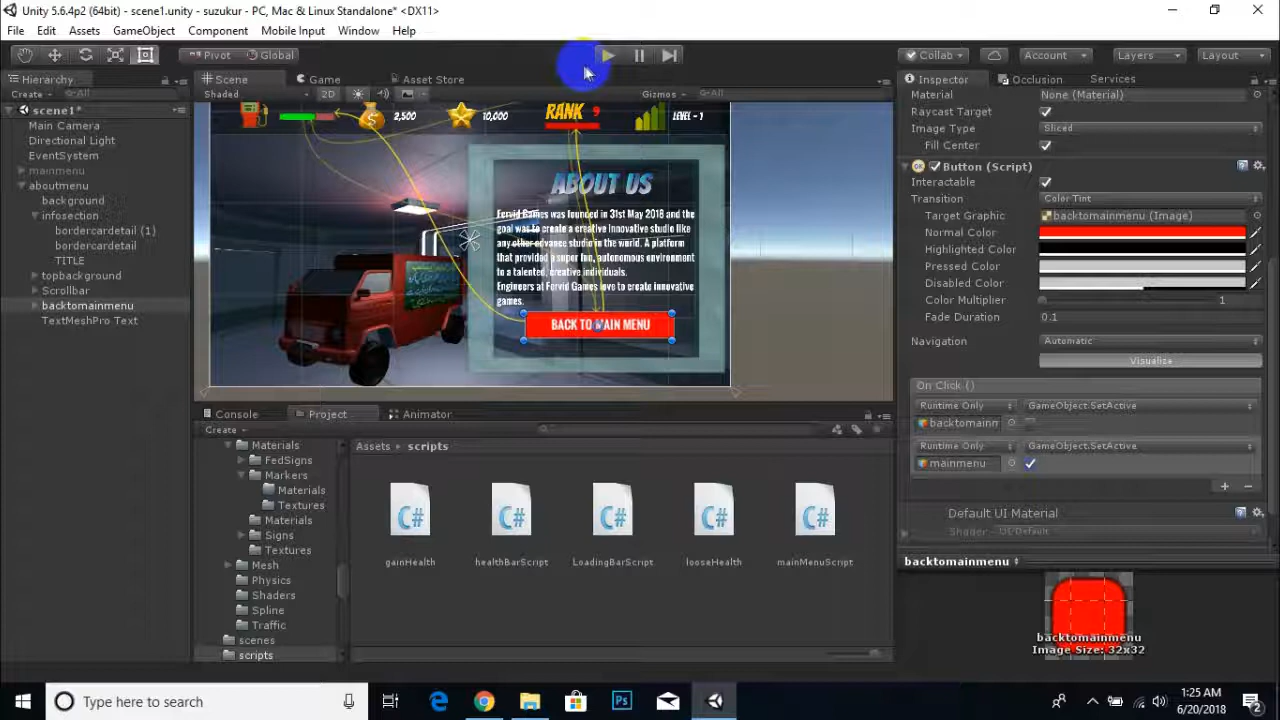 Unity 5.6.4p2 (64bit) - scene1.unity - suzukur - PC, Mac & Linux Standalone* <DX11>
File Edit Assets GameObject Component Mobile Input Window Help
Pivot Global Collab Account Layers Layout
Hierarchy
Create All
scene1*
Main Camera
Directional Light
EventSystem
mainmenu
aboutmenu
background
infosection
bordercardetail (1)
bordercardetail
TITLE
topbackground
Scrollbar
backtomainmenu
TextMeshPro Text
Scene Game Asset Store
Shaded 2D Gizmos All
2,500 10,000 RANK 9 LEVEL - 1
ABOUT US
Fervid Games was founded in 31st May 2018 and the
goal was to create a creative innovative studio like
any other advance studio in the world. A platform
that provided a super fun, autonomous environment
to a talented, creative individuals.
Engineers at Fervid Games love to create innovative
games.
BACK TO MAIN MENU
Console Project Animator
Create
Materials
FedSigns
Markers
Materials
Textures
Materials
Signs
Textures
Mesh
Physics
Shaders
Spline
Traffic
scenes
scripts
Assets scripts
C# C# C# C# C#
gainHealth healthBarScript LoadingBarScript looseHealth mainMenuScript
Inspector Occlusion Services
Material None (Material)
Raycast Target
Image Type Sliced
Fill Center
Button (Script)
Interactable
Transition Color Tint
Target Graphic backtomainmenu (Image)
Normal Color
Highlighted Color
Pressed Color
Disabled Color
Color Multiplier 1
Fade Duration 0.1
Navigation Automatic
Visualize
On Click ()
Runtime Only GameObject.SetActive
backtomainm
Runtime Only GameObject.SetActive
mainmenu
Default UI Material
Shader UI/Default
backtomainmenu
backtomainmenu
Image Size: 32x32
Type here to search
Ps
1:25 AM
6/20/2018
2